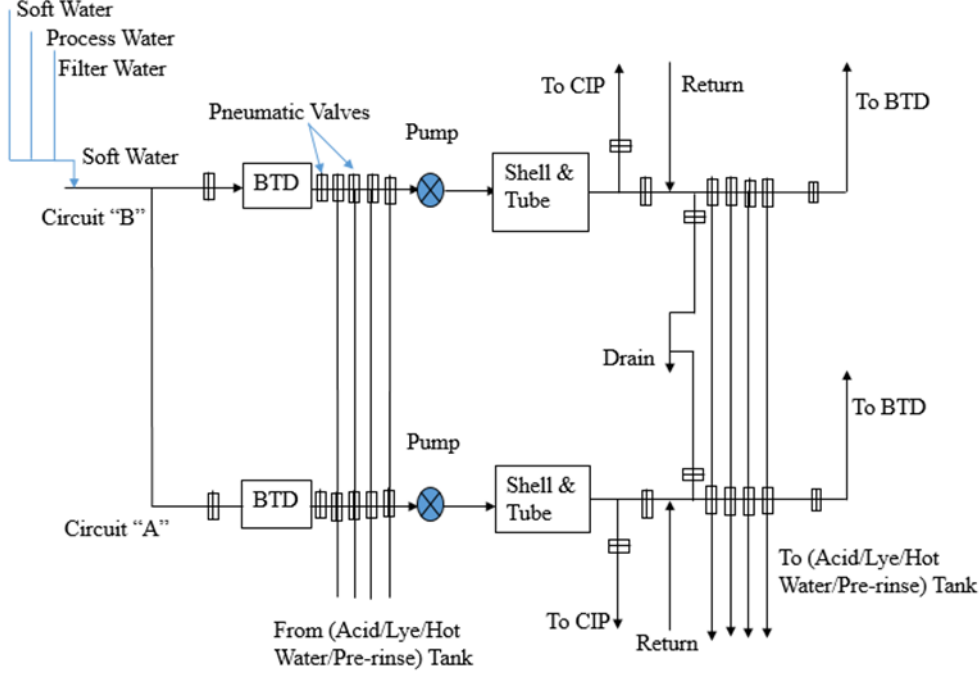 Soft Water
Process Water
Filter Water
Soft Water
Circuit “B”
BTD
Pneumatic Valves
Pump
Shell &
Tube
To CIP
Return
To BTD
Drain
To BTD
Pump
BTD
Shell &
Tube
Circuit “A”
To CIP
Return
From (Acid/Lye/Hot
Water/Pre-rinse) Tank
To (Acid/Lye/Hot
Water/Pre-rinse) Tank